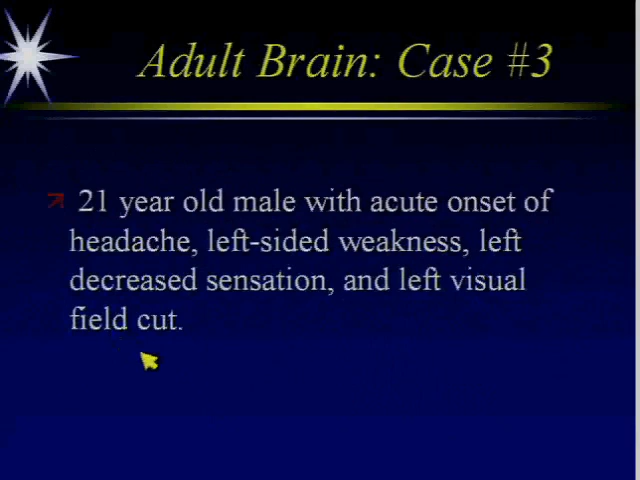 Adult Brain: Case #3
21 year old male with acute onset of
headache, left-sided weakness, left
decreased sensation, and left visual
field cut.